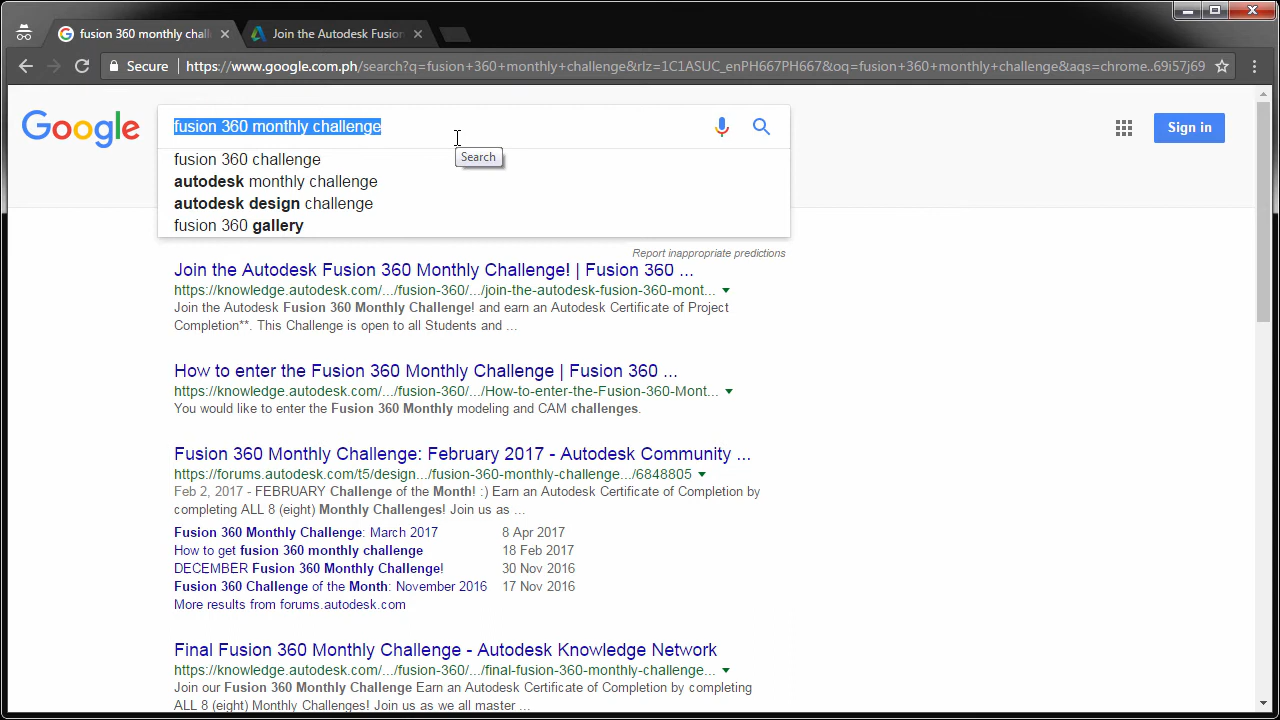 fusion 360 monthly chall
Join the Autodesk Fusion
Secure
https://www.google.com.ph/search?q=fusion+360+monthly+challenge&rlz=1C1ASUC_enPH667PH667&oq=fusion+360+monthly+challenge&aqs=chrome..69i57j69
Google
fusion 360 monthly challenge
Sign in
Search
fusion 360 challenge
autodesk monthly challenge
autodesk design challenge
fusion 360 gallery
Report inappropriate predictions
Join the Autodesk Fusion 360 Monthly Challenge! | Fusion 360 ...
https://knowledge.autodesk.com/.../fusion-360/.../join-the-autodesk-fusion-360-mont...
Join the Autodesk Fusion 360 Monthly Challenge! and earn an Autodesk Certificate of Project
Completion**. This Challenge is open to all Students and ...
How to enter the Fusion 360 Monthly Challenge | Fusion 360 ...
https://knowledge.autodesk.com/.../fusion-360/.../How-to-enter-the-Fusion-360-Mont...
You would like to enter the Fusion 360 Monthly modeling and CAM challenges.
Fusion 360 Monthly Challenge: February 2017 - Autodesk Community ...
https://forums.autodesk.com/t5/design.../fusion-360-monthly-challenge.../6848805
Feb 2, 2017 - FEBRUARY Challenge of the Month! :) Earn an Autodesk Certificate of Completion by
completing ALL 8 (eight) Monthly Challenges! Join us as ...
Fusion 360 Monthly Challenge: March 2017 8 Apr 2017
How to get fusion 360 monthly challenge 18 Feb 2017
DECEMBER Fusion 360 Monthly Challenge! 30 Nov 2016
Fusion 360 Challenge of the Month: November 2016 17 Nov 2016
More results from forums.autodesk.com
Final Fusion 360 Monthly Challenge - Autodesk Knowledge Network
https://knowledge.autodesk.com/.../fusion-360/.../final-fusion-360-monthly-challenge...
Join our Fusion 360 Monthly Challenge Earn an Autodesk Certificate of Completion by completing
ALL 8 (eight) Monthly Challenges! Join us as we all master ...